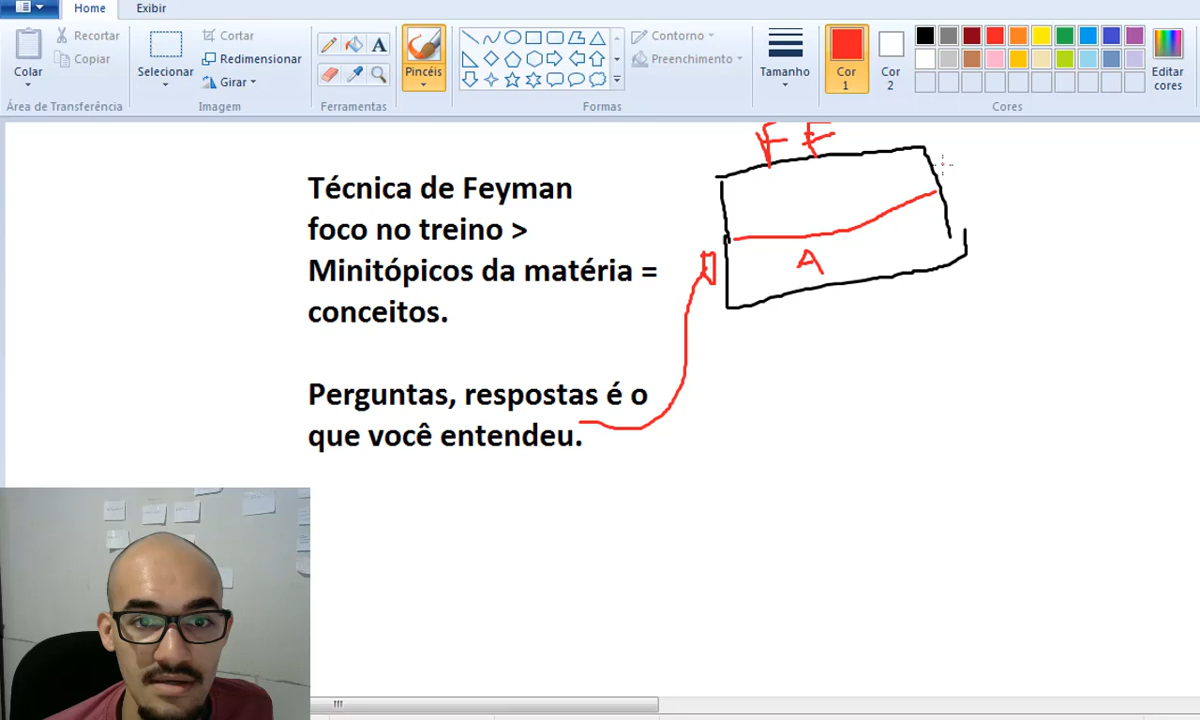 Home Exibir
Recortar
Copiar
Colar
Área de Transferência
Selecionar
Cortar
Redimensionar
Girar
Imagem
A
Pincéis
Ferramentas
Contorno
Preenchimento
Formas
Tamanho
Cor
1
Cor
2
Editar
cores
Cores
F F
A
Técnica de Feyman
foco no treino >
Minitópicos da matéria =
conceitos.
Perguntas, respostas é o
que você entendeu.